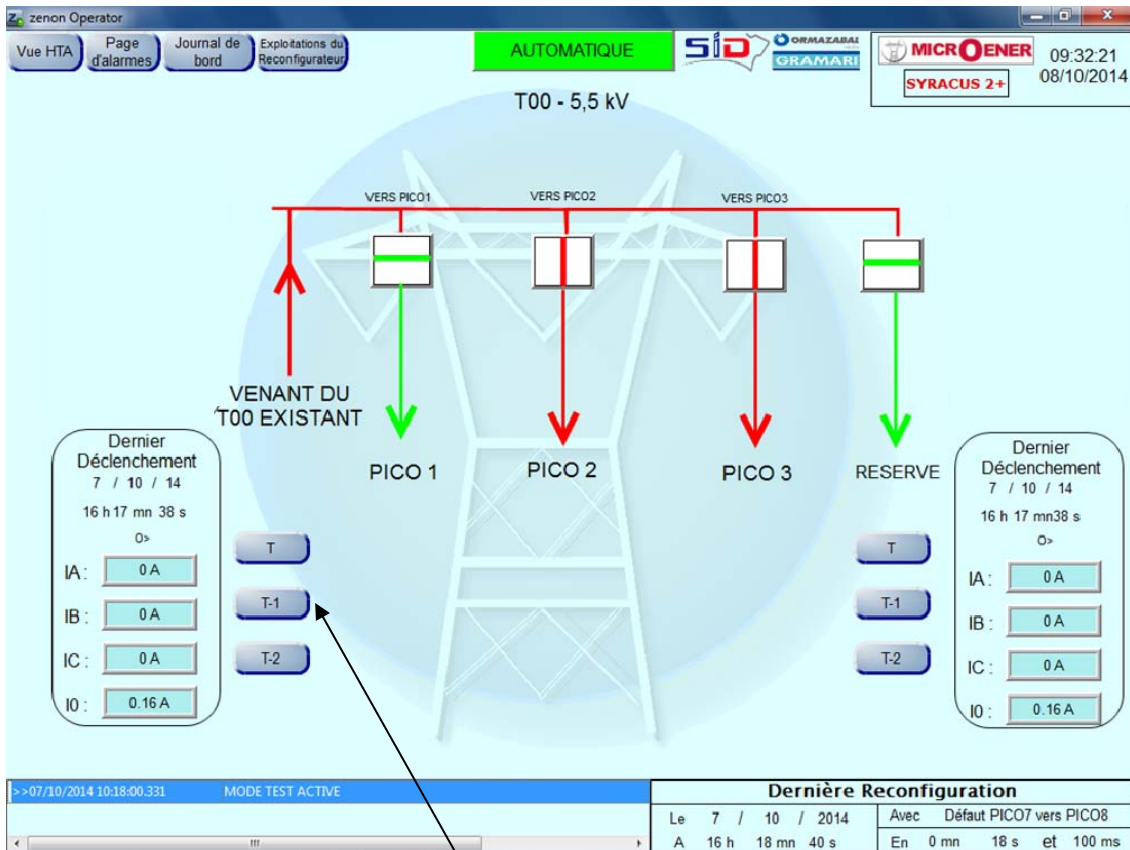 zenon Operator
Vue HTA
Page d'alarmes
Journal de bord
Exploitations du Reconfigurateur
AUTOMATIQUE
SID
ORMAZABAL
GRAMARI
MICROENER
SYRACUS 2+
09:32:21
08/10/2014
T00 - 5,5 kV
VERS PICO1
VERS PICO2
VERS PICO3
VENANT DU
T00 EXISTANT
PICO 1
PICO 2
PICO 3
RESERVE
Dernier
Déclenchement
7 / 10 / 14
16 h 17 mn 38 s
O>
IA : 0 A
IB : 0 A
IC : 0 A
I0 : 0.16 A
T
T-1
T-2
T
T-1
T-2
Dernier
Déclenchement
7 / 10 / 14
16 h 17 mn38 s
O>
IA : 0 A
IB : 0 A
IC : 0 A
I0 : 0.16 A
>>07/10/2014 10:18:00.331 MODE TEST ACTIVE
Dernière Reconfiguration
Le 7 / 10 / 2014 Avec Défaut PICO7 vers PICO8
A 16 h 18 mn 40 s En 0 mn 18 s et 100 ms